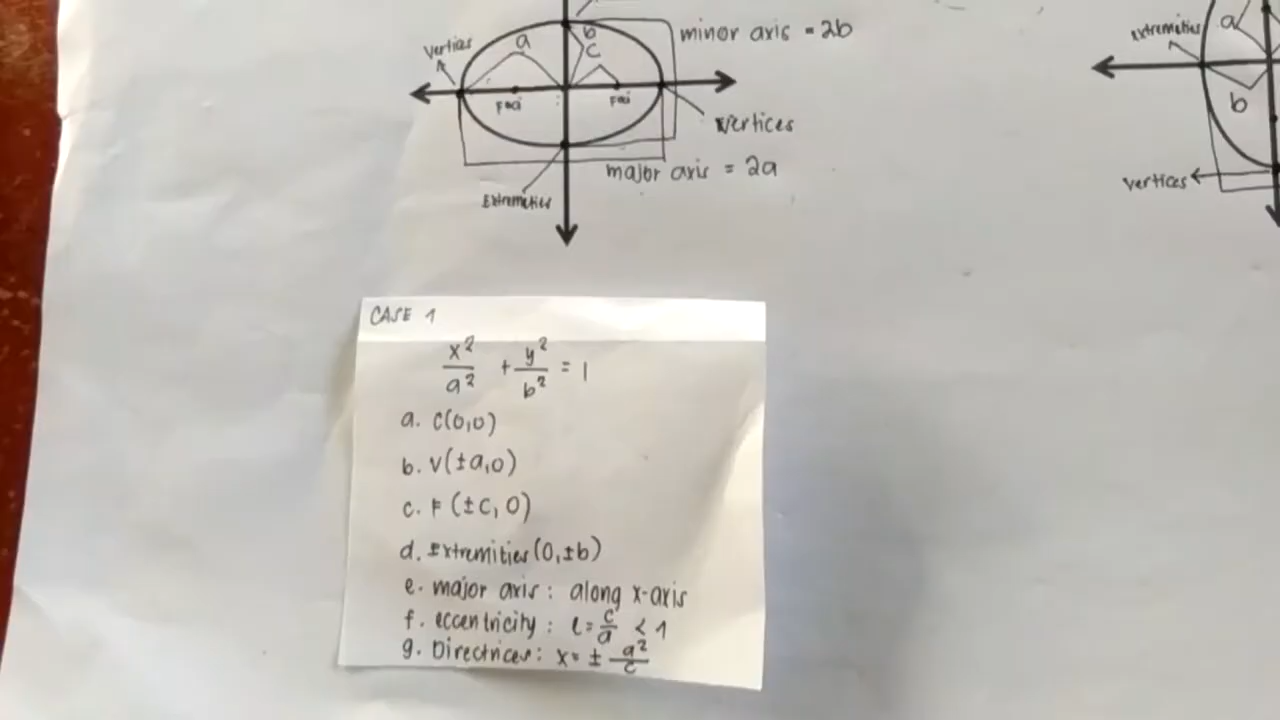 b
a
c
vertices
Foci
Foci
minor axis = 2b
vertices
major axis = 2a
Extremities
extremities
a
b
vertices
CASE 1
x²/a² + y²/b² = 1
a. C(0,0)
b. V(±a,0)
c. F(±c, 0)
d. Extremities (0,±b)
e. major axis: along x-axis
f. eccentricity: e = c/a < 1
g. Directrices: x = ± a²/c